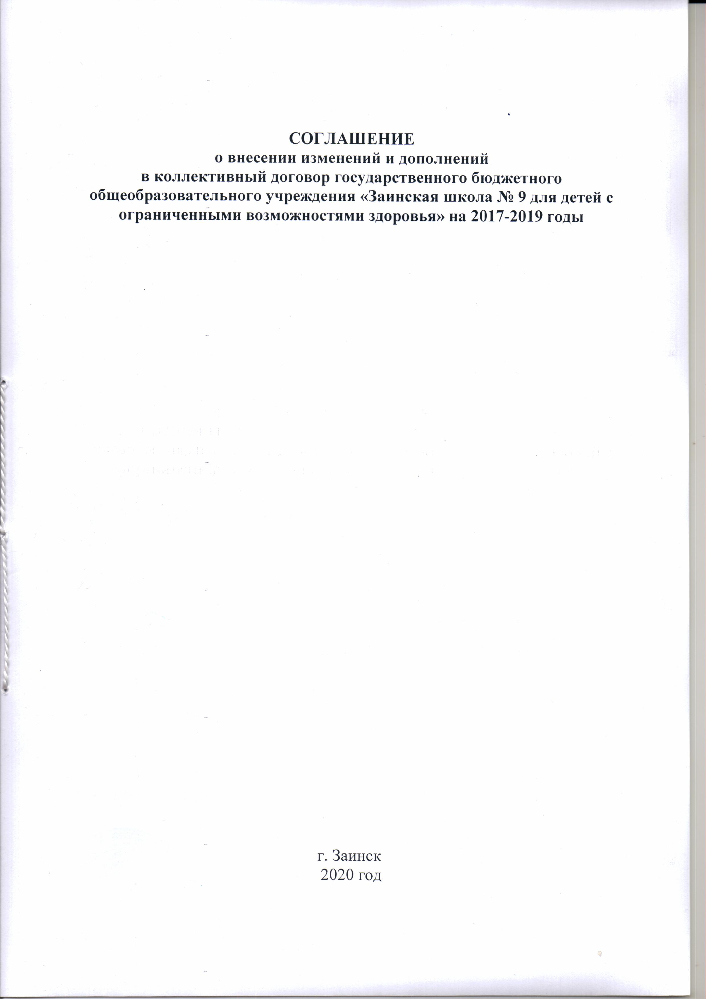 СОГЛАШЕНИЕ
о внесении изменений и дополнений
в коллективный договор государственного бюджетного
общеобразовательного учреждения «Заинская школа № 9 для детей с
ограниченными возможностями здоровья» на 2017-2019 годы
г. Заинск
2020 год